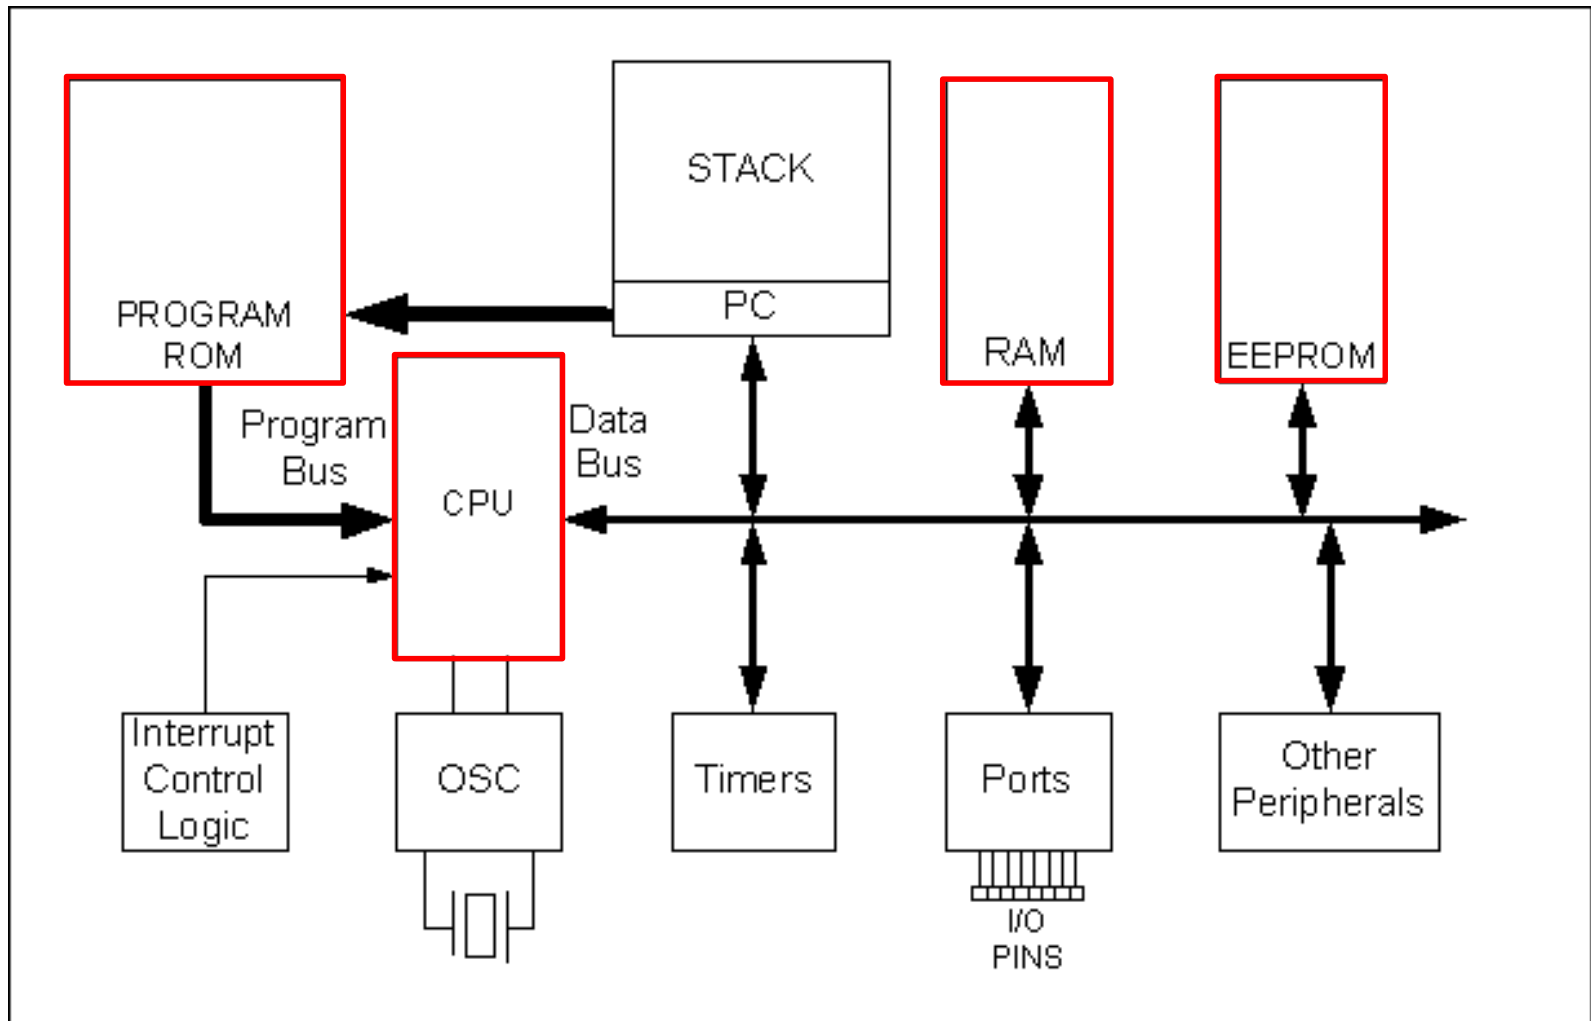 STACK
PC
PROGRAM
ROM
RAM
EEPROM
Program
Bus
Data
Bus
CPU
Interrupt
Control
Logic
OSC
Timers
Ports
Other
Peripherals
I/O
PINS